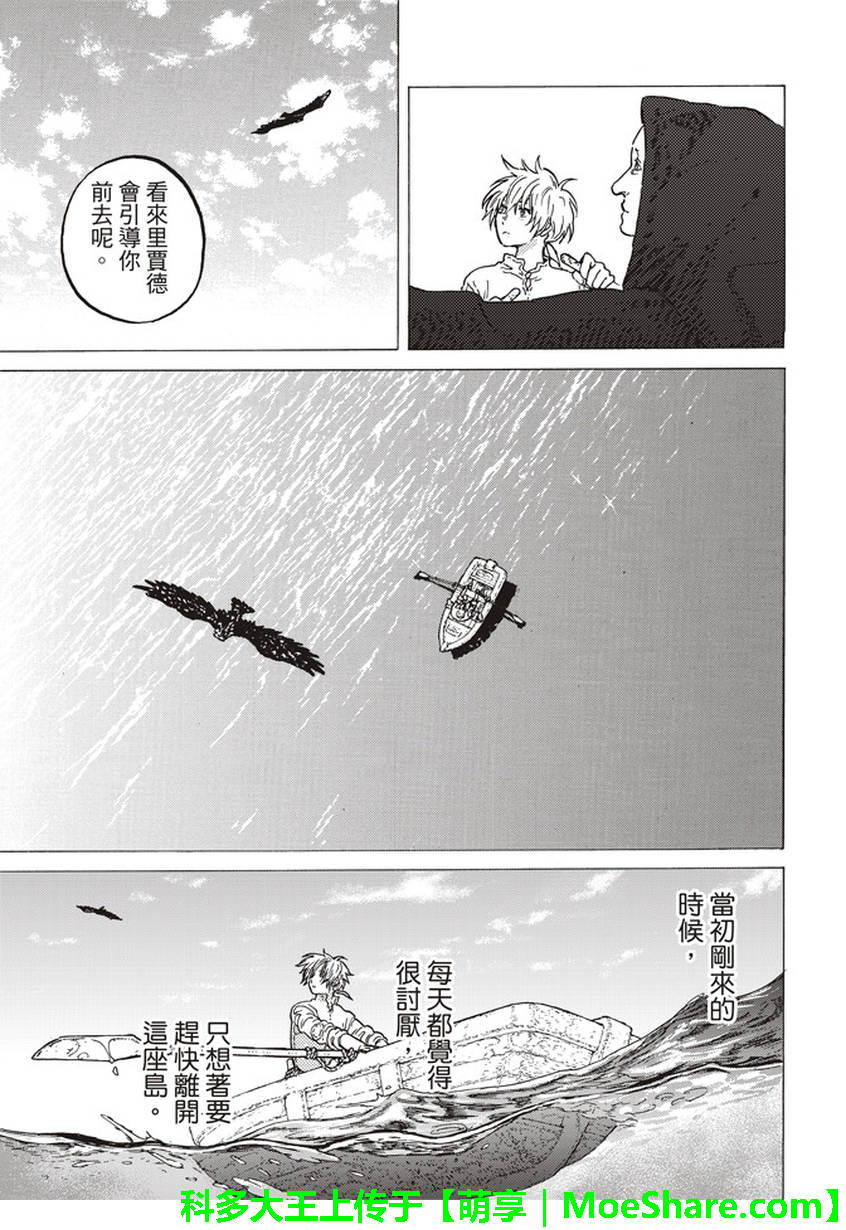 看來里賈德
會引導你
前去呢。
當初剛來的
時候，
每天都覺得
很討厭，
只想著要
趕快離開
這座島。
科多大王上传于【萌享｜MoeShare.com】